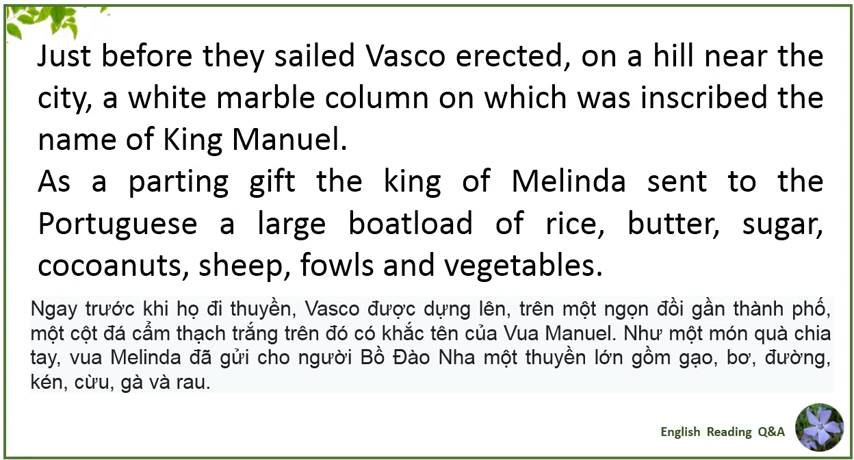 Just before they sailed Vasco erected, on a hill near the
city, a white marble column on which was inscribed the
name of King Manuel.
As a parting gift the king of Melinda sent to the
Portuguese a large boatload of rice, butter, sugar,
cocoanuts, sheep, fowls and vegetables.
Ngay trước khi họ đi thuyền, Vasco được dựng lên, trên một ngọn đồi gần thành phố,
một cột đá cẩm thạch trắng trên đó có khắc tên của Vua Manuel. Như một món quà chia
tay, vua Melinda đã gửi cho người Bồ Đào Nha một thuyền lớn gồm gạo, bơ, đường,
kén, cừu, gà và rau.
English Reading Q&A